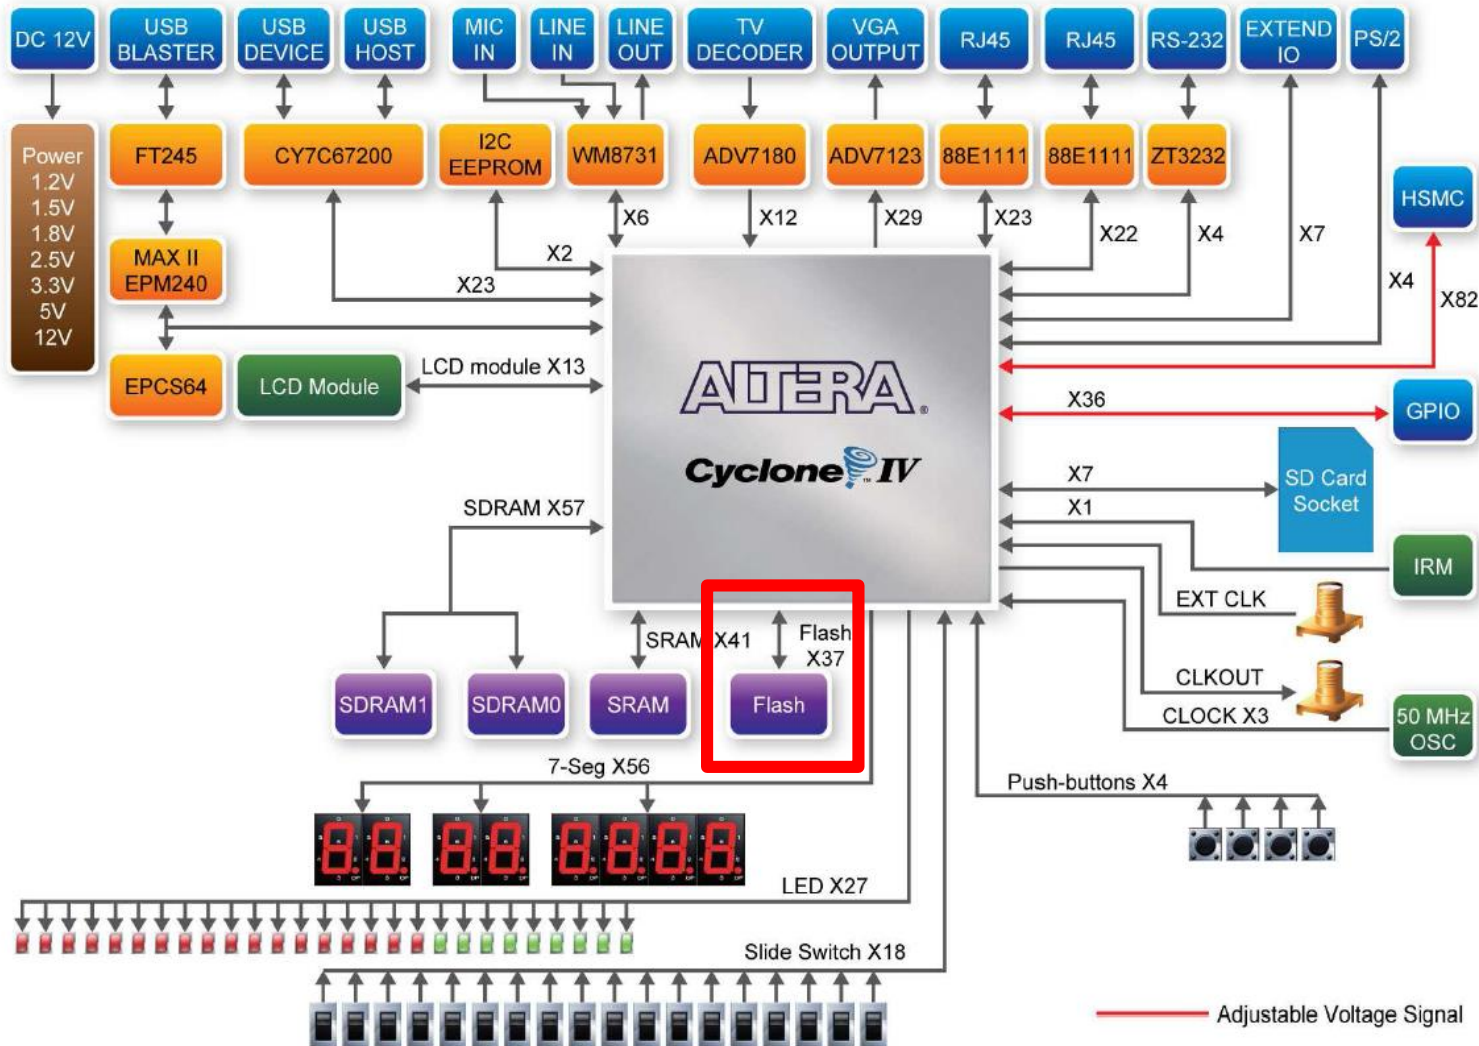 DC 12V
USB
BLASTER
USB
DEVICE
USB
HOST
MIC
IN
LINE
IN
LINE
OUT
TV
DECODER
VGA
OUTPUT
RJ45
RJ45
RS-232
EXTEND
IO
PS/2
Power
1.2V
1.5V
1.8V
2.5V
3.3V
5V
12V
FT245
CY7C67200
I2C
EEPROM
WM8731
ADV7180
ADV7123
88E1111
88E1111
ZT3232
HSMC
X6
X12
X29
X23
X22
X4
X7
X4
X82
MAX II
EPM240
X2
X23
EPCS64
LCD Module
LCD module X13
ALTERA®
Cyclone™ IV
X36
GPIO
X7
SD Card
Socket
X1
IRM
SDRAM X57
EXT CLK
SRAM X41
Flash
X37
CLKOUT
SDRAM1
SDRAM0
SRAM
Flash
CLOCK X3
50 MHz
OSC
7-Seg X56
Push-buttons X4
LED X27
Slide Switch X18
Adjustable Voltage Signal